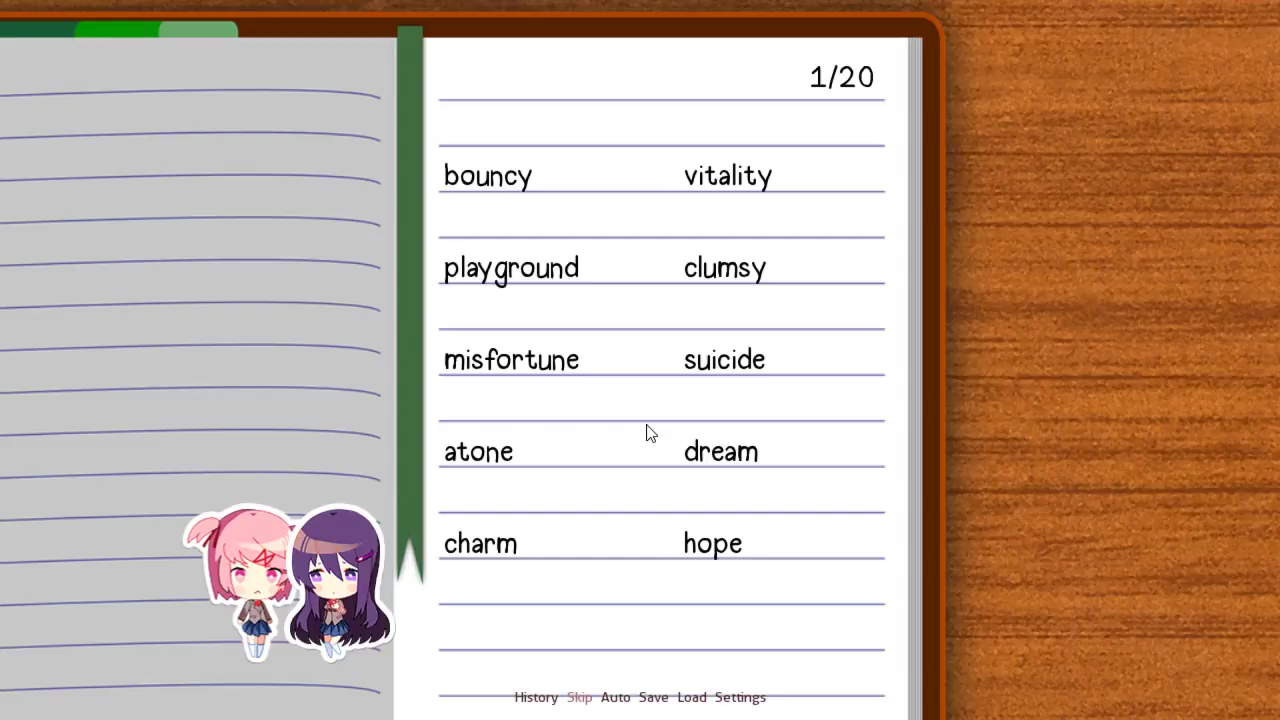 1/20
bouncy vitality
playground clumsy
misfortune suicide
atone dream
charm hope
History Skip Auto Save Load Settings